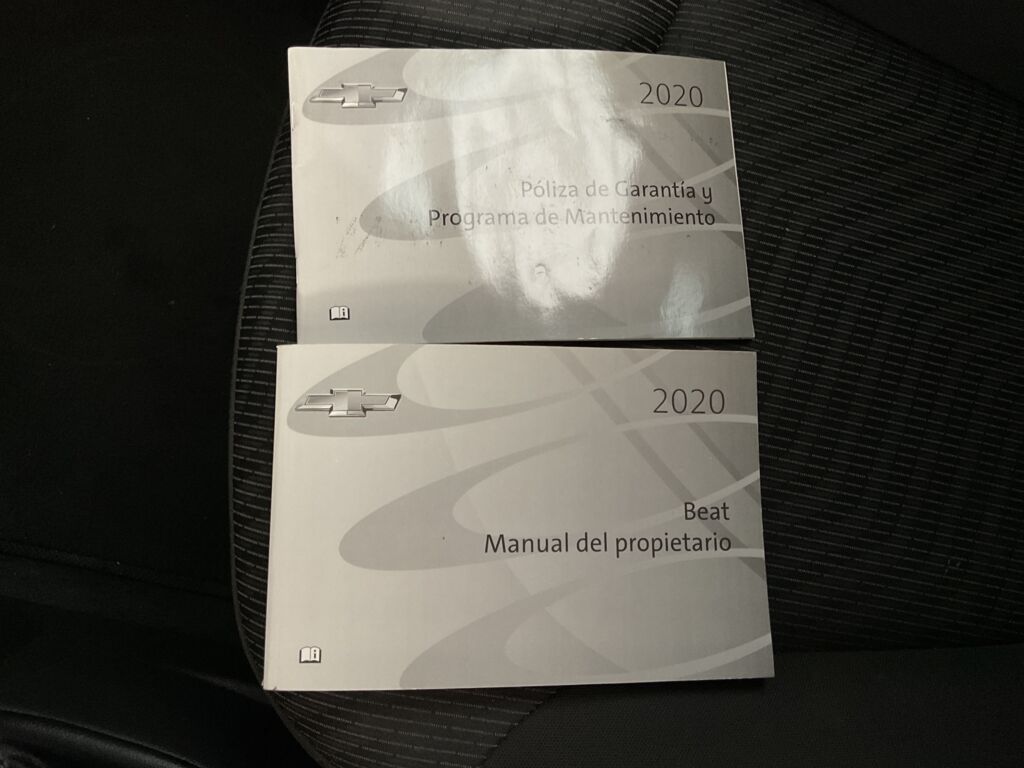 2020
Póliza de Garantía y
Programa de Mantenimiento
2020
Beat
Manual del propietario